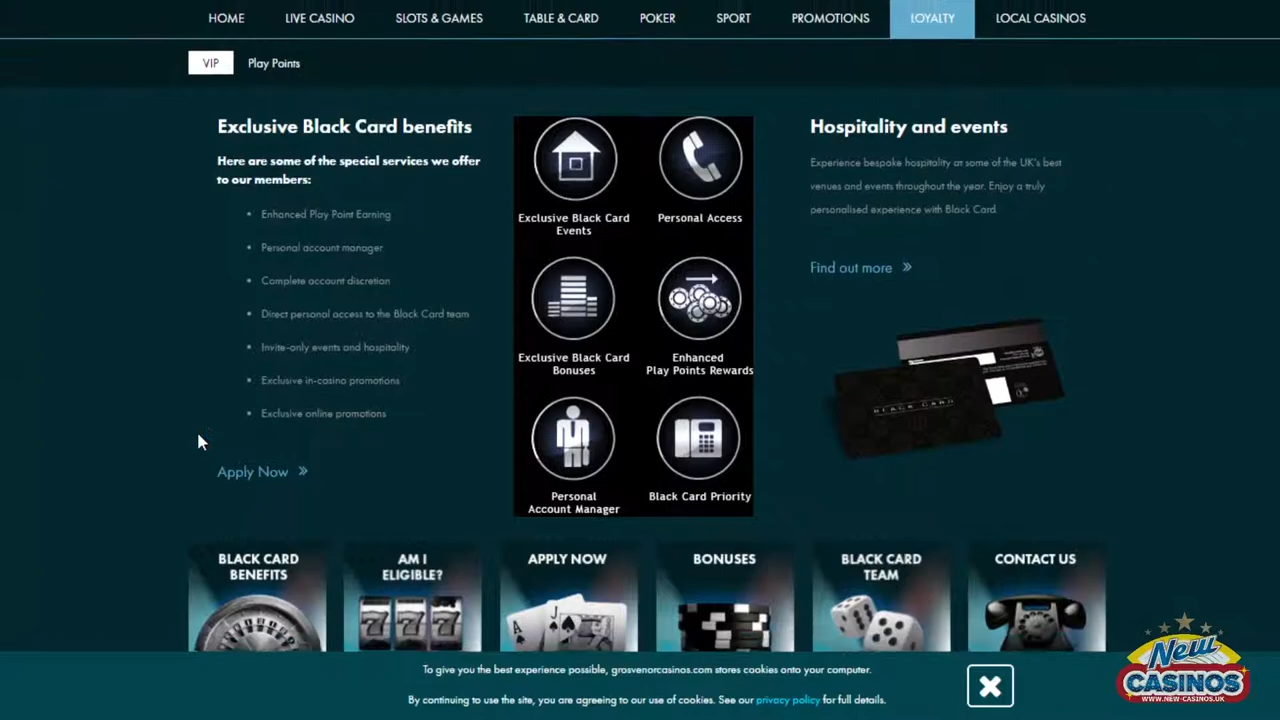 HOME LIVE CASINO SLOTS & GAMES TABLE & CARD POKER SPORT PROMOTIONS LOYALTY LOCAL CASINOS
VIP Play Points
Exclusive Black Card benefits
Here are some of the special services we offer
to our members:
Enhanced Play Point Earning
Personal account manager
Complete account discretion
Direct personal access to the Black Card team
Invite-only events and hospitality
Exclusive in-casino promotions
Exclusive online promotions
Apply Now »
Exclusive Black Card
Events
Personal Access
Exclusive Black Card
Bonuses
Enhanced
Play Points Rewards
Personal
Account Manager
Black Card Priority
Hospitality and events
Experience bespoke hospitality at some of the UK's best
venues and events throughout the year. Enjoy a truly
personalised experience with Black Card.
Find out more »
BLACK CARD
BLACK CARD
BENEFITS
AM I
ELIGIBLE?
7 7 7
APPLY NOW
A J
BONUSES
BLACK CARD
TEAM
CONTACT US
To give you the best experience possible, grosvenorcasinos.com stores cookies onto your computer.
By continuing to use the site, you are agreeing to our use of cookies. See our privacy policy for full details.
New
CASINOS
WWW.NEW-CASINOS.UK